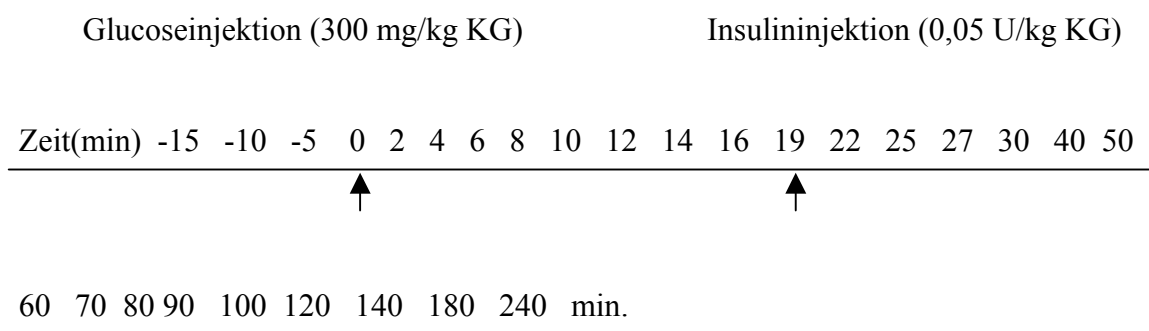 Glucoseinjektion (300 mg/kg KG) Insulininjektion (0,05 U/kg KG)
Zeit(min) -15 -10 -5 0 2 4 6 8 10 12 14 16 19 22 25 27 30 40 50
60 70 80 90 100 120 140 180 240 min.